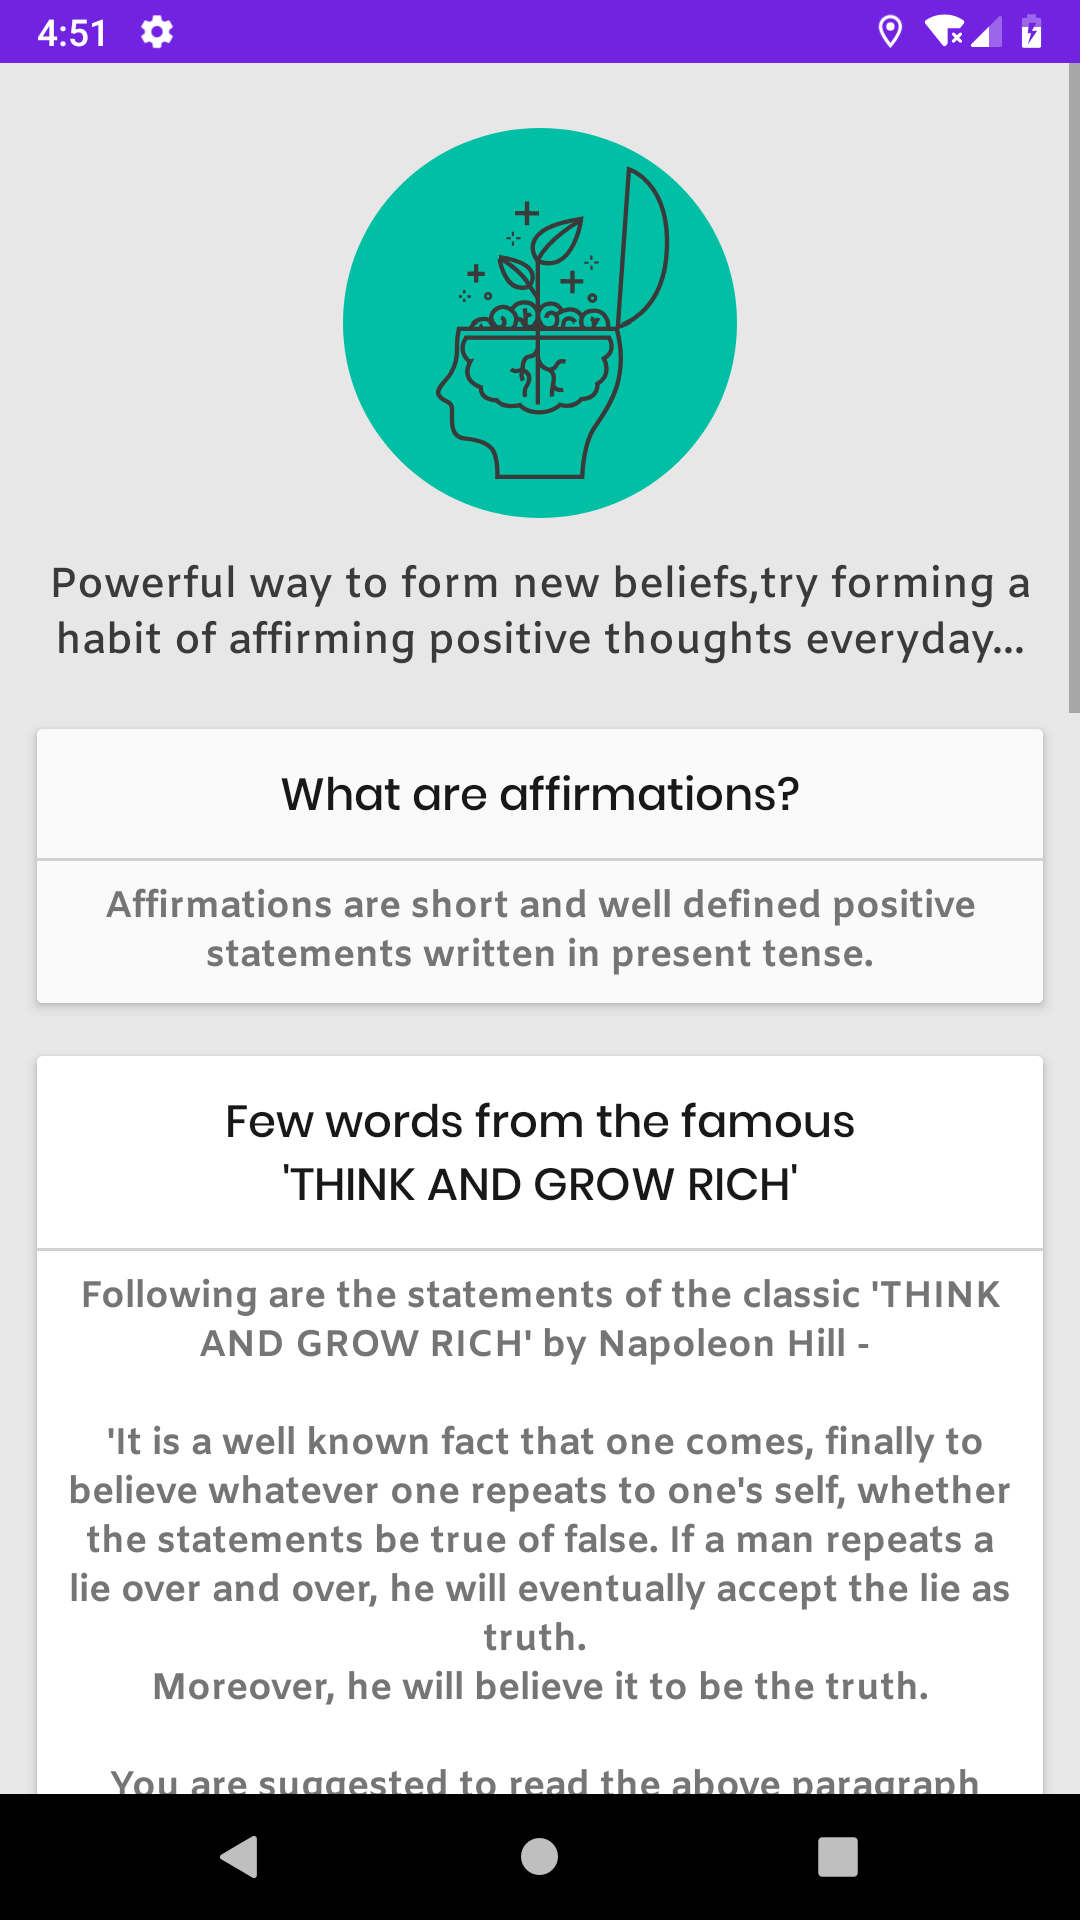 4:51
Powerful way to form new beliefs,try forming a
habit of affirming positive thoughts everyday...
What are affirmations?
Affirmations are short and well defined positive
statements written in present tense.
Few words from the famous
'THINK AND GROW RICH'
Following are the statements of the classic 'THINK
AND GROW RICH' by Napoleon Hill -
'It is a well known fact that one comes, finally to
believe whatever one repeats to one's self, whether
the statements be true of false. If a man repeats a
lie over and over, he will eventually accept the lie as
truth.
Moreover, he will believe it to be the truth.
You are suggested to read the above paragraph